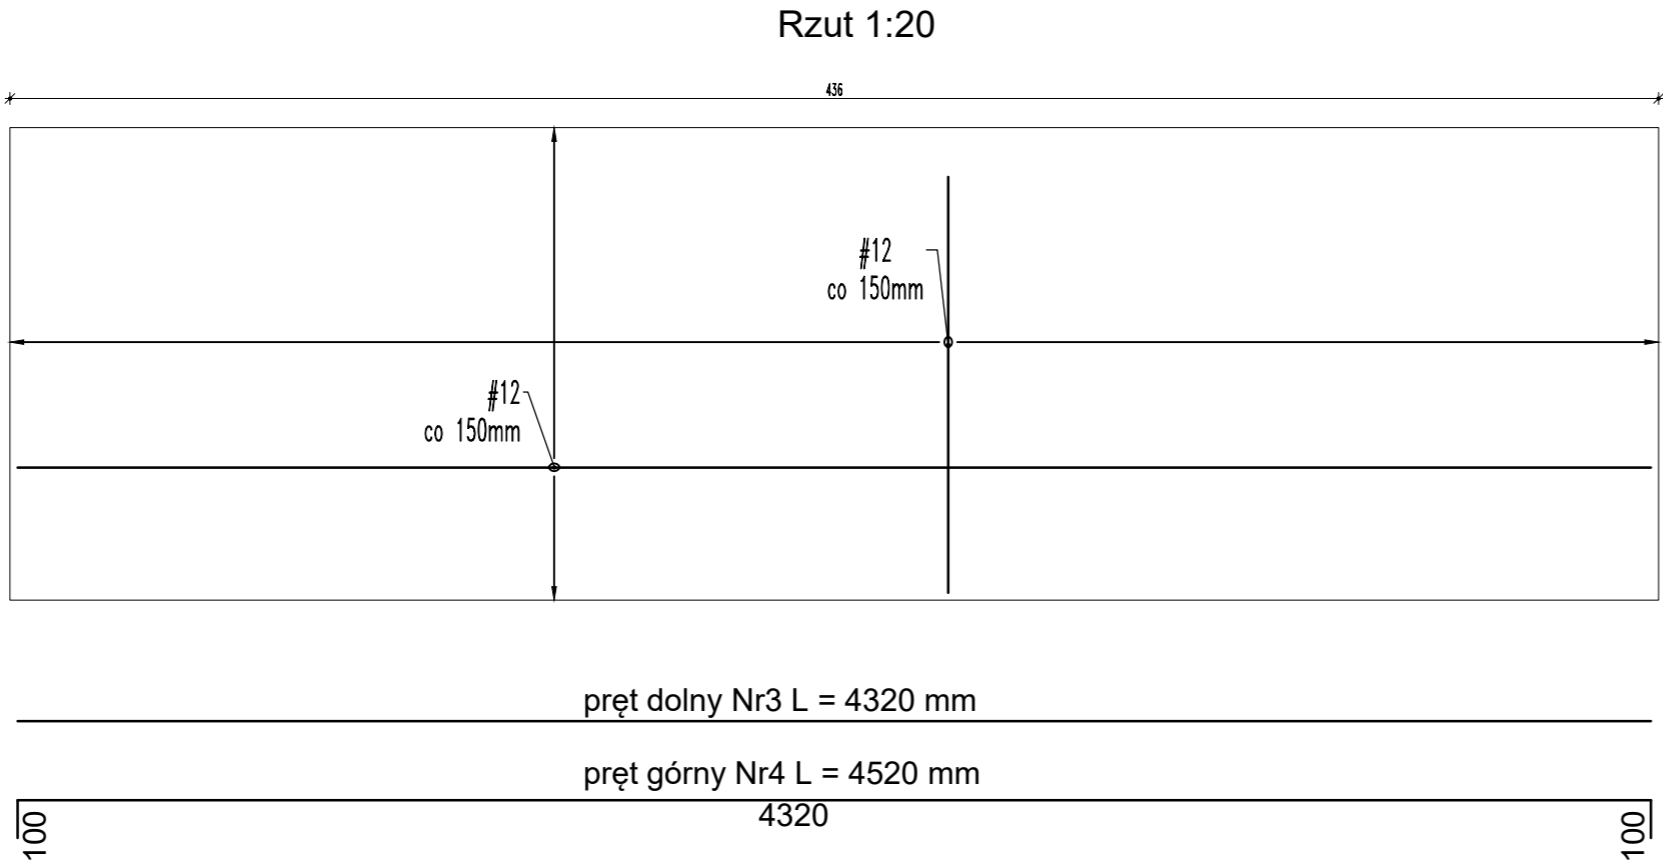 Rzut 1:20
436
#12
co 150mm
#12
co 150mm
pręt dolny Nr3 L = 4320 mm
pręt górny Nr4 L = 4520 mm
4320
100
100